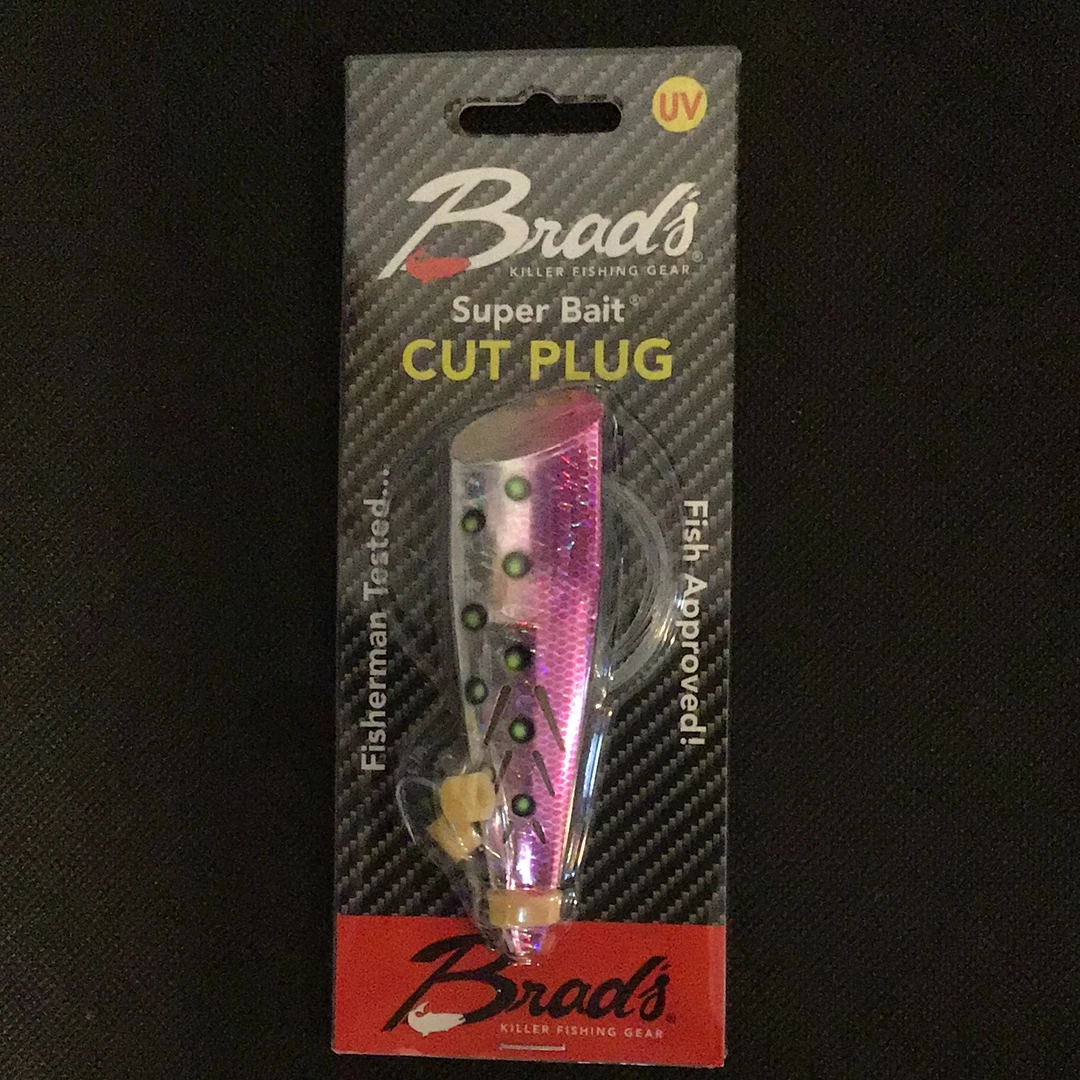 UV
Brad's®
KILLER FISHING GEAR
Super Bait®
CUT PLUG
Fisherman Tested...
Fish Approved!
Brad's®
KILLER FISHING GEAR